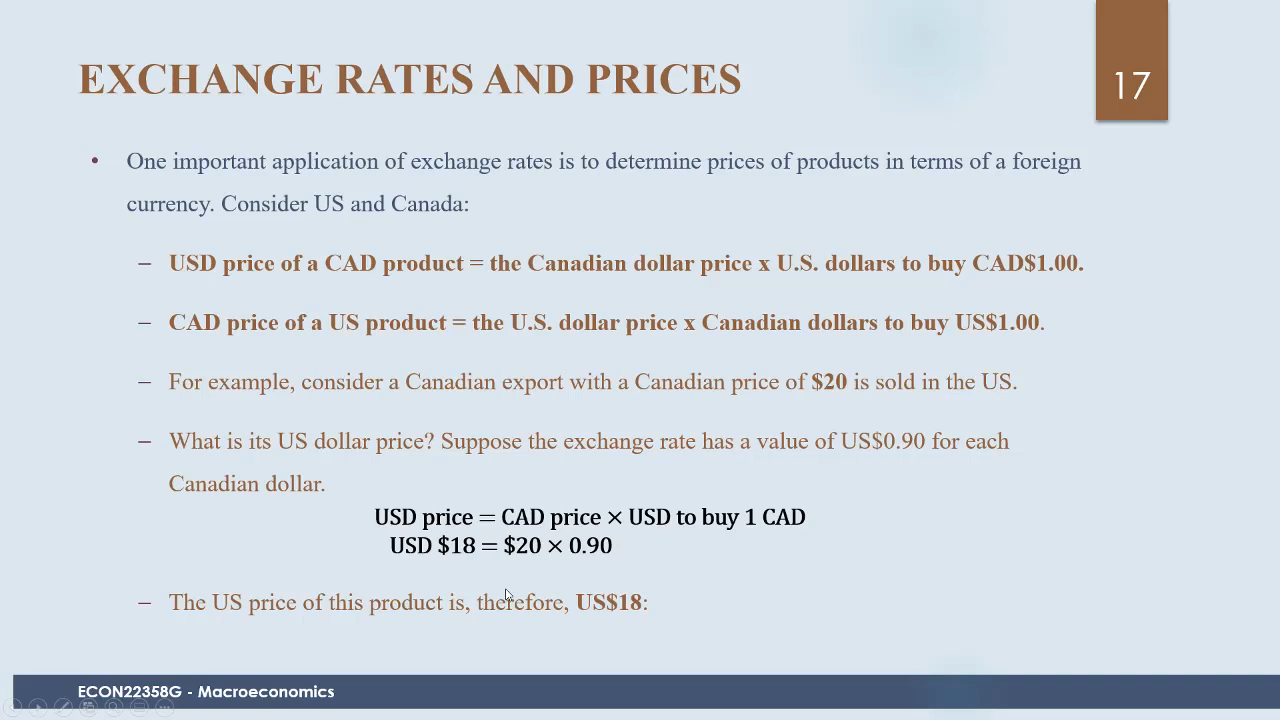 EXCHANGE RATES AND PRICES
17
• One important application of exchange rates is to determine prices of products in terms of a foreign
currency. Consider US and Canada:
– USD price of a CAD product = the Canadian dollar price x U.S. dollars to buy CAD$1.00.
– CAD price of a US product = the U.S. dollar price x Canadian dollars to buy US$1.00.
– For example, consider a Canadian export with a Canadian price of $20 is sold in the US.
– What is its US dollar price? Suppose the exchange rate has a value of US$0.90 for each
Canadian dollar.
USD price = CAD price × USD to buy 1 CAD
USD $18 = $20 × 0.90
– The US price of this product is, therefore, US$18:
ECON22358G - Macroeconomics